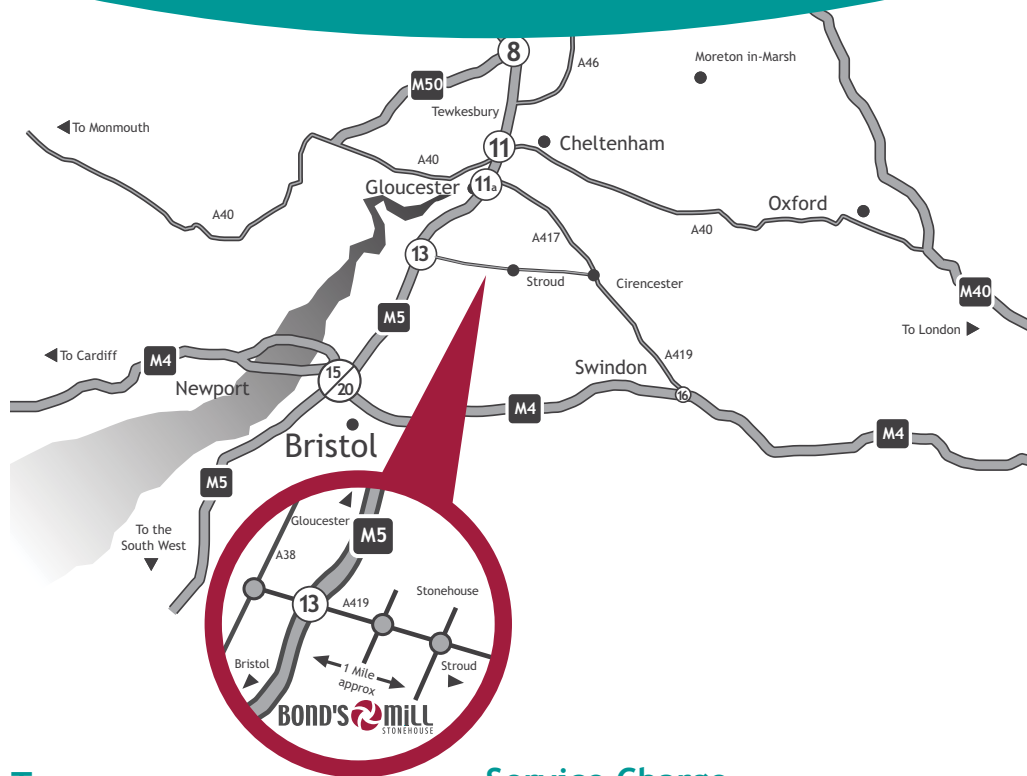 8
A46
Moreton in-Marsh
M50
Tewkesbury
To Monmouth
11
Cheltenham
A40
11a
Gloucester
Oxford
A40
A417
A40
13
Stroud
Cirencester
M40
M5
To London
To Cardiff
M4
15
20
A419
Swindon
Newport
16
M4
M4
Bristol
M5
To the
South West
Gloucester
M5
A38
Stonehouse
13
A419
Bristol
1 Mile
approx
Stroud
BOND'S MiLL
STONEHOUSE
Service Charge